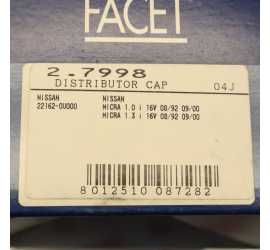 FACET
2.7998
DISTRIBUTOR CAP 04J
NISSAN NISSAN
22162-0U000 MICRA 1.0 i 16V 08/92 09/00
MICRA 1.3 i 16V 08/92 09/00
8012510 087282